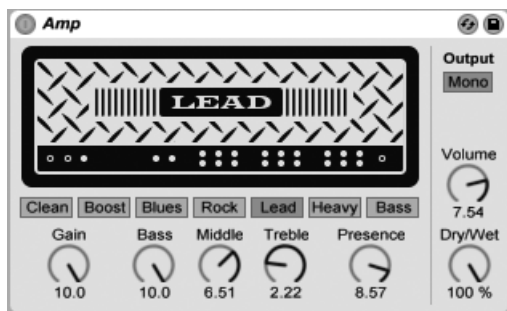 Amp
Output
Mono
LEAD
Volume
7.54
Clean Boost Blues Rock Lead Heavy Bass
Gain Bass Middle Treble Presence Dry/Wet
10.0 10.0 6.51 2.22 8.57 100 %